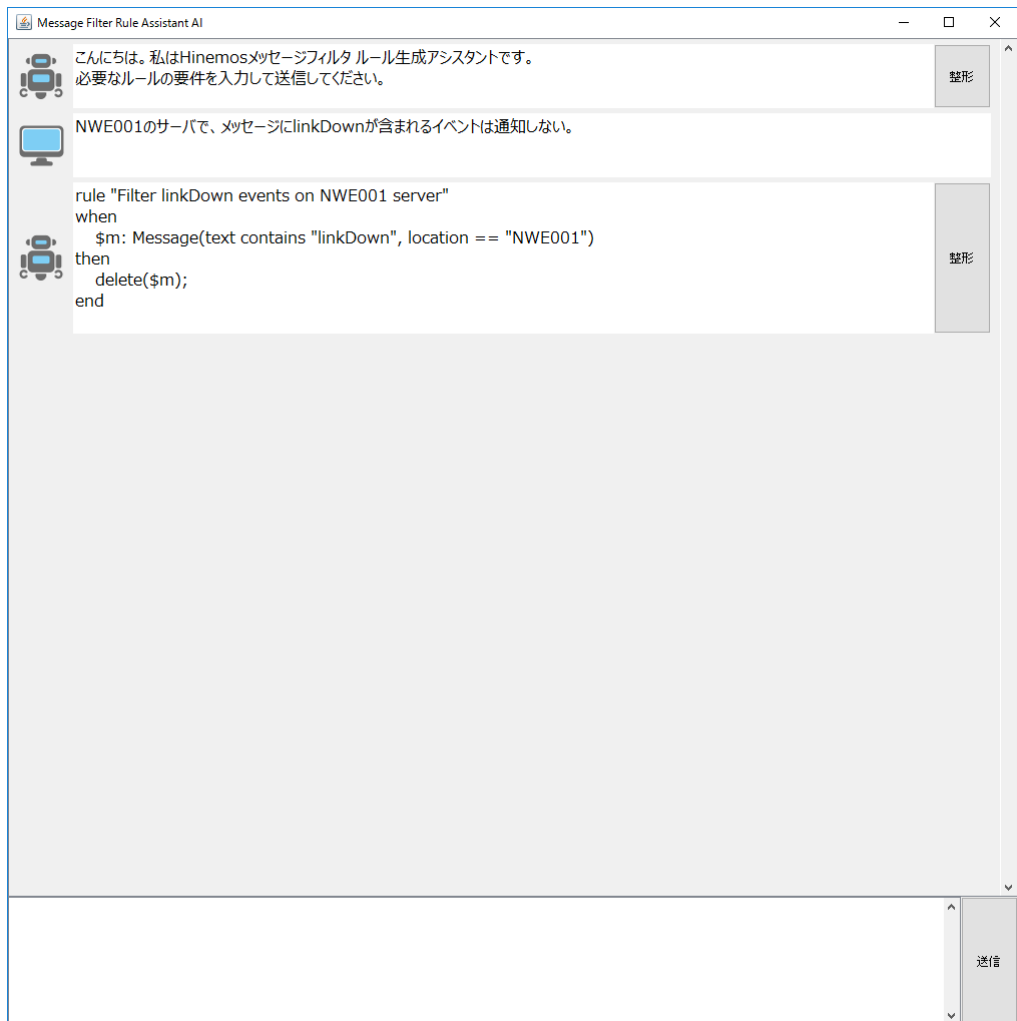 Message Filter Rule Assistant AI
こんにちは。私はHinemosメッセージフィルタ ルール生成アシスタントです。
必要なルールの要件を入力して送信してください。
整形
NWE001のサーバで、メッセージにlinkDownが含まれるイベントは通知しない。
rule "Filter linkDown events on NWE001 server"
when
    $m: Message(text contains "linkDown", location == "NWE001")
then
    delete($m);
end
整形
送信